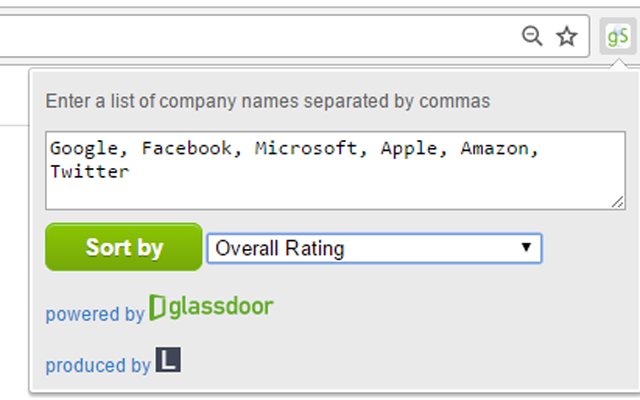 gS
Enter a list of company names separated by commas
Google, Facebook, Microsoft, Apple, Amazon,
Twitter
Sort by Overall Rating
powered by glassdoor
produced by L